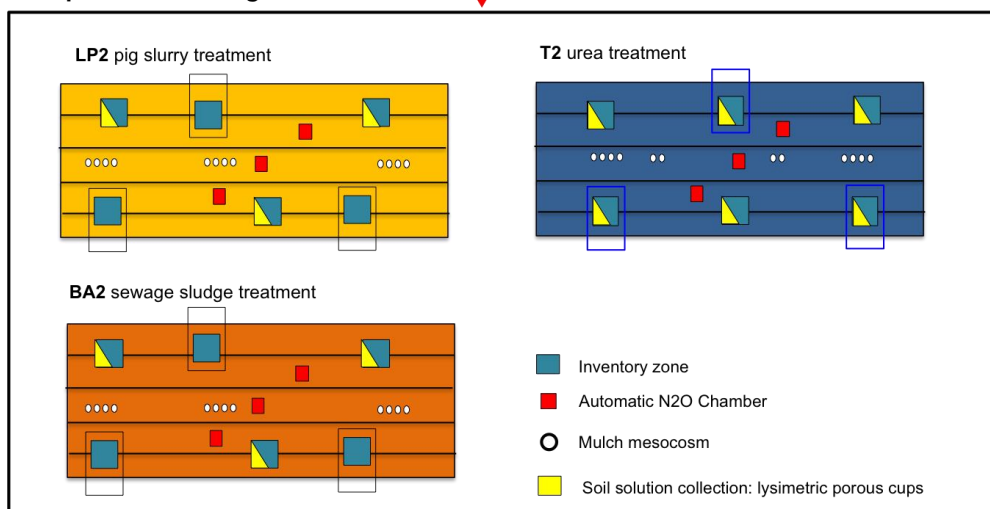 LP2 pig slurry treatment
T2 urea treatment
BA2 sewage sludge treatment
Inventory zone
Automatic N2O Chamber
Mulch mesocosm
Soil solution collection: lysimetric porous cups